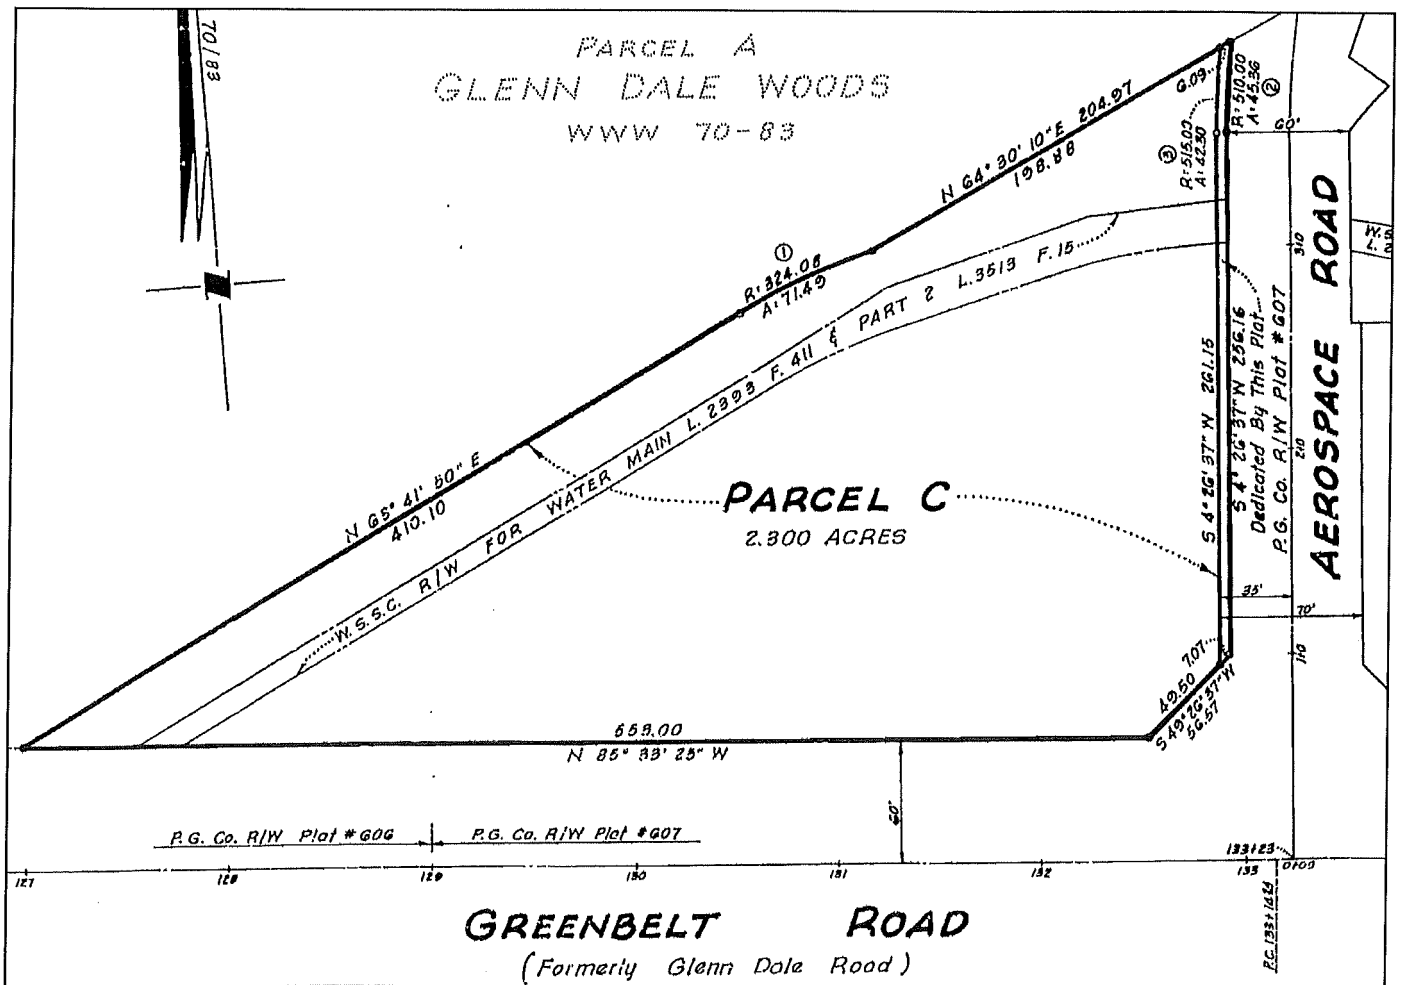 70/83
PARCEL A
GLENN DALE WOODS
WWW 70-83
N 64° 30' 10" E 204.97
198.88
6.09
R: 510.00
A: 45.36
②
③
R: 515.00
A: 42.30
60'
①
R: 324.08
A: 71.49
N 65° 41' 50" E
410.10
W.S.S.C. R/W FOR WATER MAIN L. 2393 F. 411 & PART 2 L. 3513 F. 15
PARCEL C
2.300 ACRES
S 4° 26' 37" W 261.15
S 4° 26' 37" W 256.16
Dedicated By This Plat
P.G. Co. R/W Plat #607
AEROSPACE ROAD
W.S
310
210
110
35'
70'
7.07
49.50
S 49° 26' 37" W
56.57
659.00
N 85° 33' 23" W
60'
P.G. Co. R/W Plat #606
P.G. Co. R/W Plat #607
133+23
0+00
127
128
129
130
131
132
133
GREENBELT ROAD
(Formerly Glenn Dale Road)